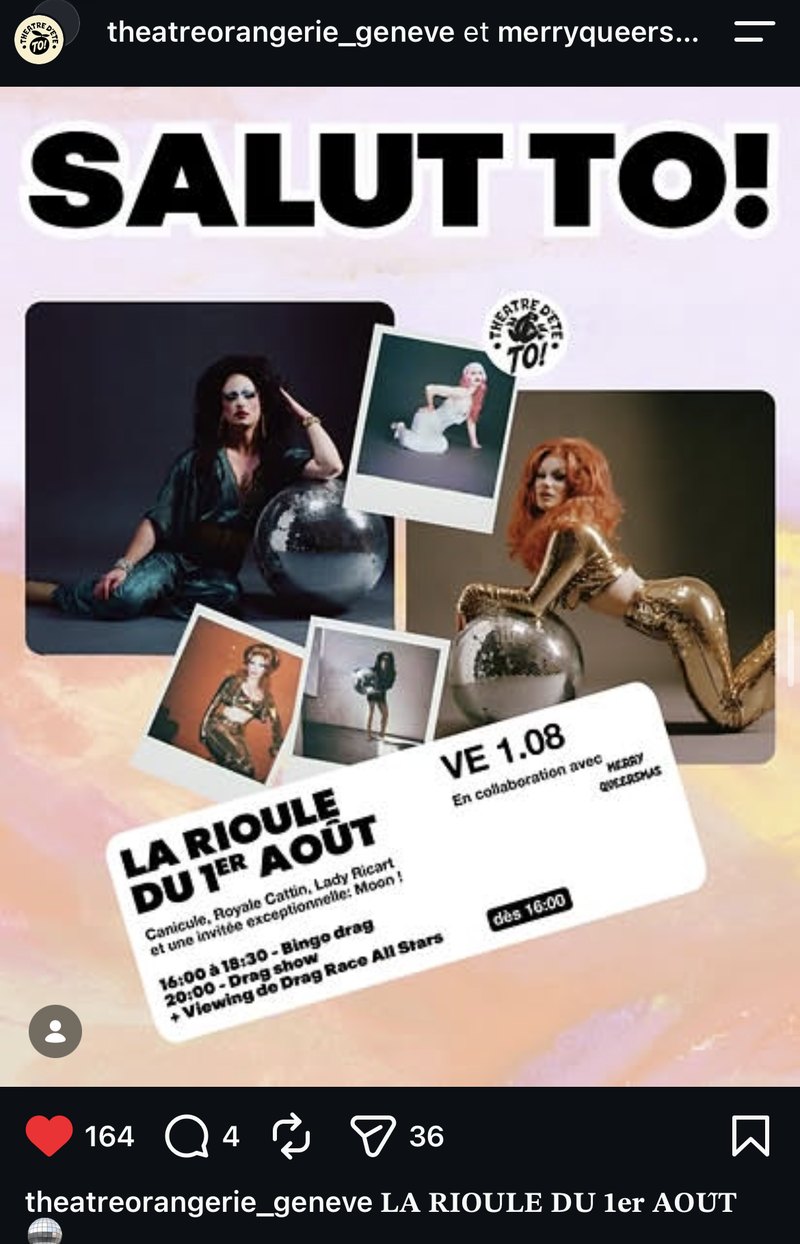 theatreorangerie_geneve et merryqueers...
THEATRE D'ETE
TO!
SALUT TO!
THEATRE D'ETE
TO!
VE 1.08
En collaboration avec
MERRY
QUEERSMAS
LA RIOULE
DU 1ER AOÛT
Canicule, Royale Cattin, Lady Ricart
et une invitée exceptionnelle: Moon !
16:00 à 18:30 - Bingo drag
20:00 - Drag show
+ Viewing de Drag Race All Stars
dès 16:00
164
4
36
theatreorangerie_geneve LA RIOULE DU 1er AOUT